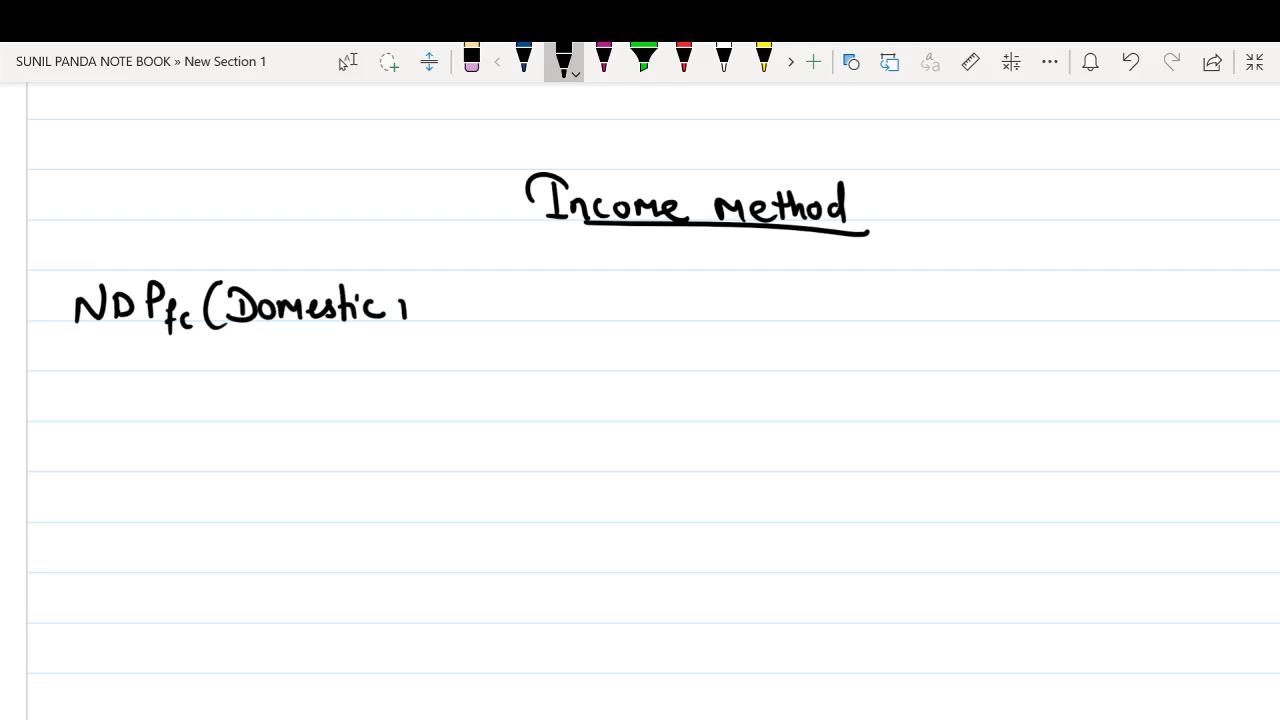 SUNIL PANDA NOTE BOOK » New Section 1
Income method
NDPfc (Domestic